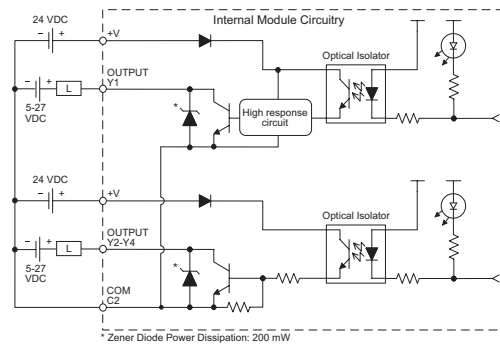 24 VDC
Internal Module Circuitry
− +
+V
Optical Isolator
OUTPUT
Y1
− +
L
5-27
VDC
*
High response
circuit
24 VDC
− +
+V
Optical Isolator
OUTPUT
Y2-Y4
− +
L
5-27
VDC
*
COM
C2
* Zener Diode Power Dissipation: 200 mW